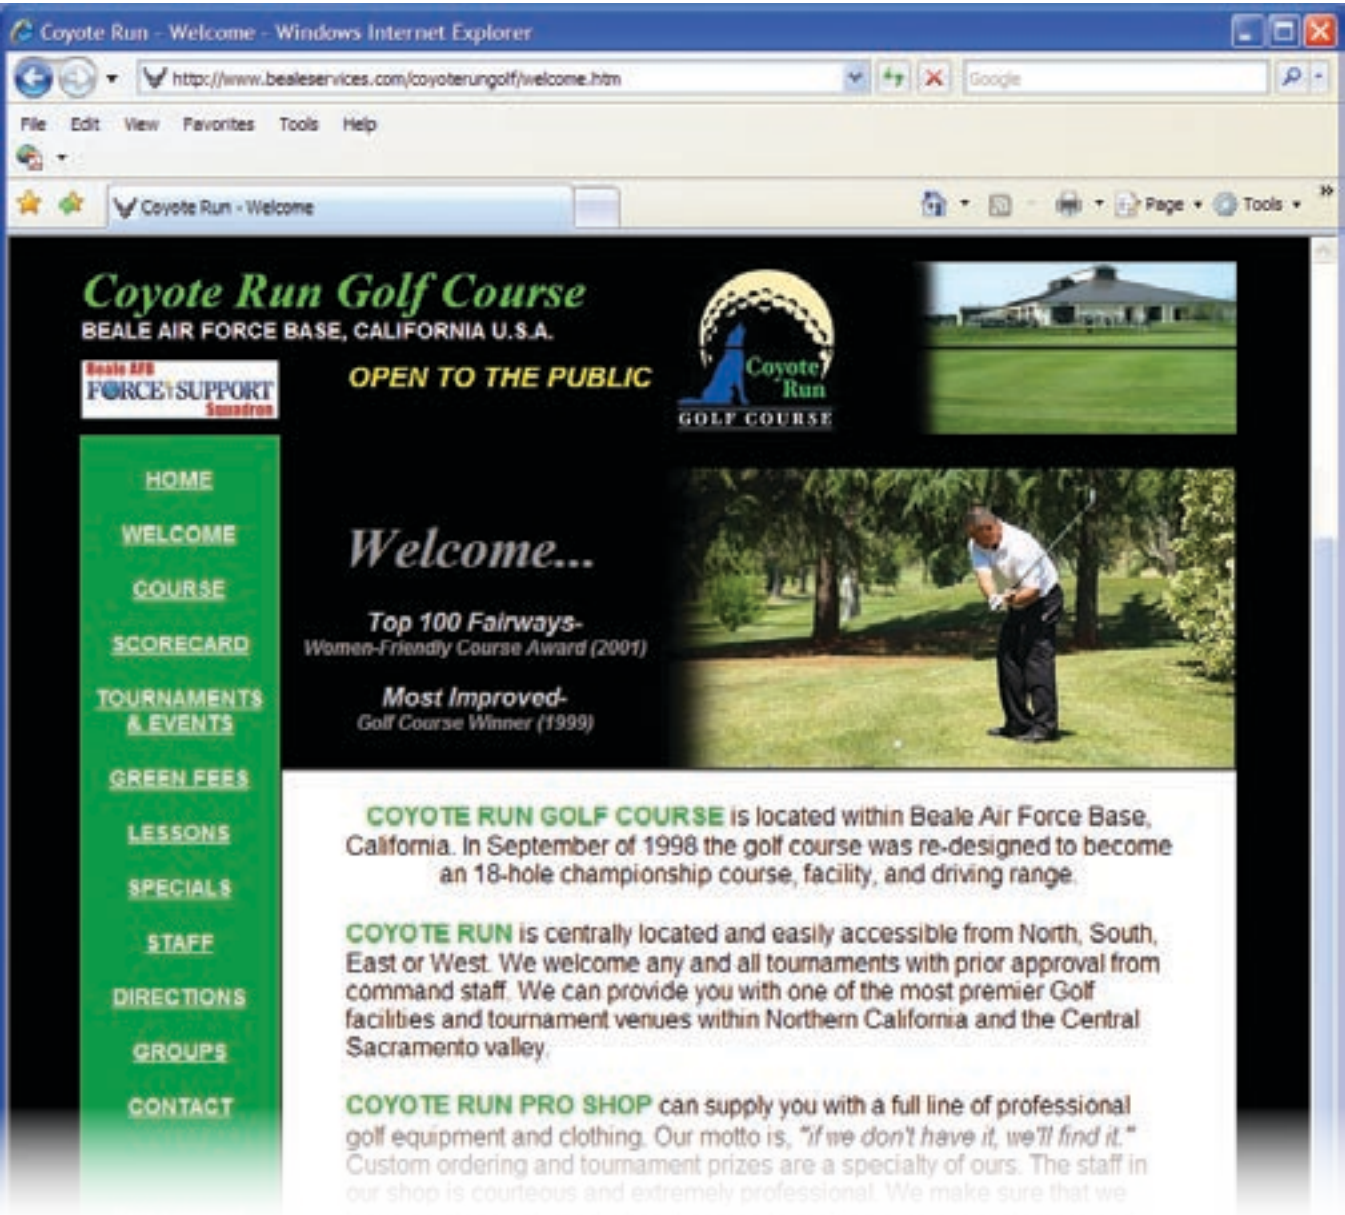 Coyote Run - Welcome - Windows Internet Explorer
http://www.bealeservices.com/coyoterungolf/welcome.htm
Google
File Edit View Favorites Tools Help
Coyote Run - Welcome
Page
Tools
Coyote Run Golf Course
BEALE AIR FORCE BASE, CALIFORNIA U.S.A.
Beale AFB
FORCE SUPPORT
Squadron
OPEN TO THE PUBLIC
Coyote
Run
GOLF COURSE
HOME
WELCOME
COURSE
SCORECARD
TOURNAMENTS
& EVENTS
GREEN FEES
LESSONS
SPECIALS
STAFF
DIRECTIONS
GROUPS
CONTACT
Welcome...
Top 100 Fairways-
Women-Friendly Course Award (2001)
Most Improved-
Golf Course Winner (1999)
COYOTE RUN GOLF COURSE is located within Beale Air Force Base,
California. In September of 1998 the golf course was re-designed to become
an 18-hole championship course, facility, and driving range.
COYOTE RUN is centrally located and easily accessible from North, South,
East or West. We welcome any and all tournaments with prior approval from
command staff. We can provide you with one of the most premier Golf
facilities and tournament venues within Northern California and the Central
Sacramento valley.
COYOTE RUN PRO SHOP can supply you with a full line of professional
golf equipment and clothing. Our motto is, "if we don't have it, we'll find it."
Custom ordering and tournament prizes are a specialty of ours. The staff in
our shop is courteous and extremely professional. We make sure that we